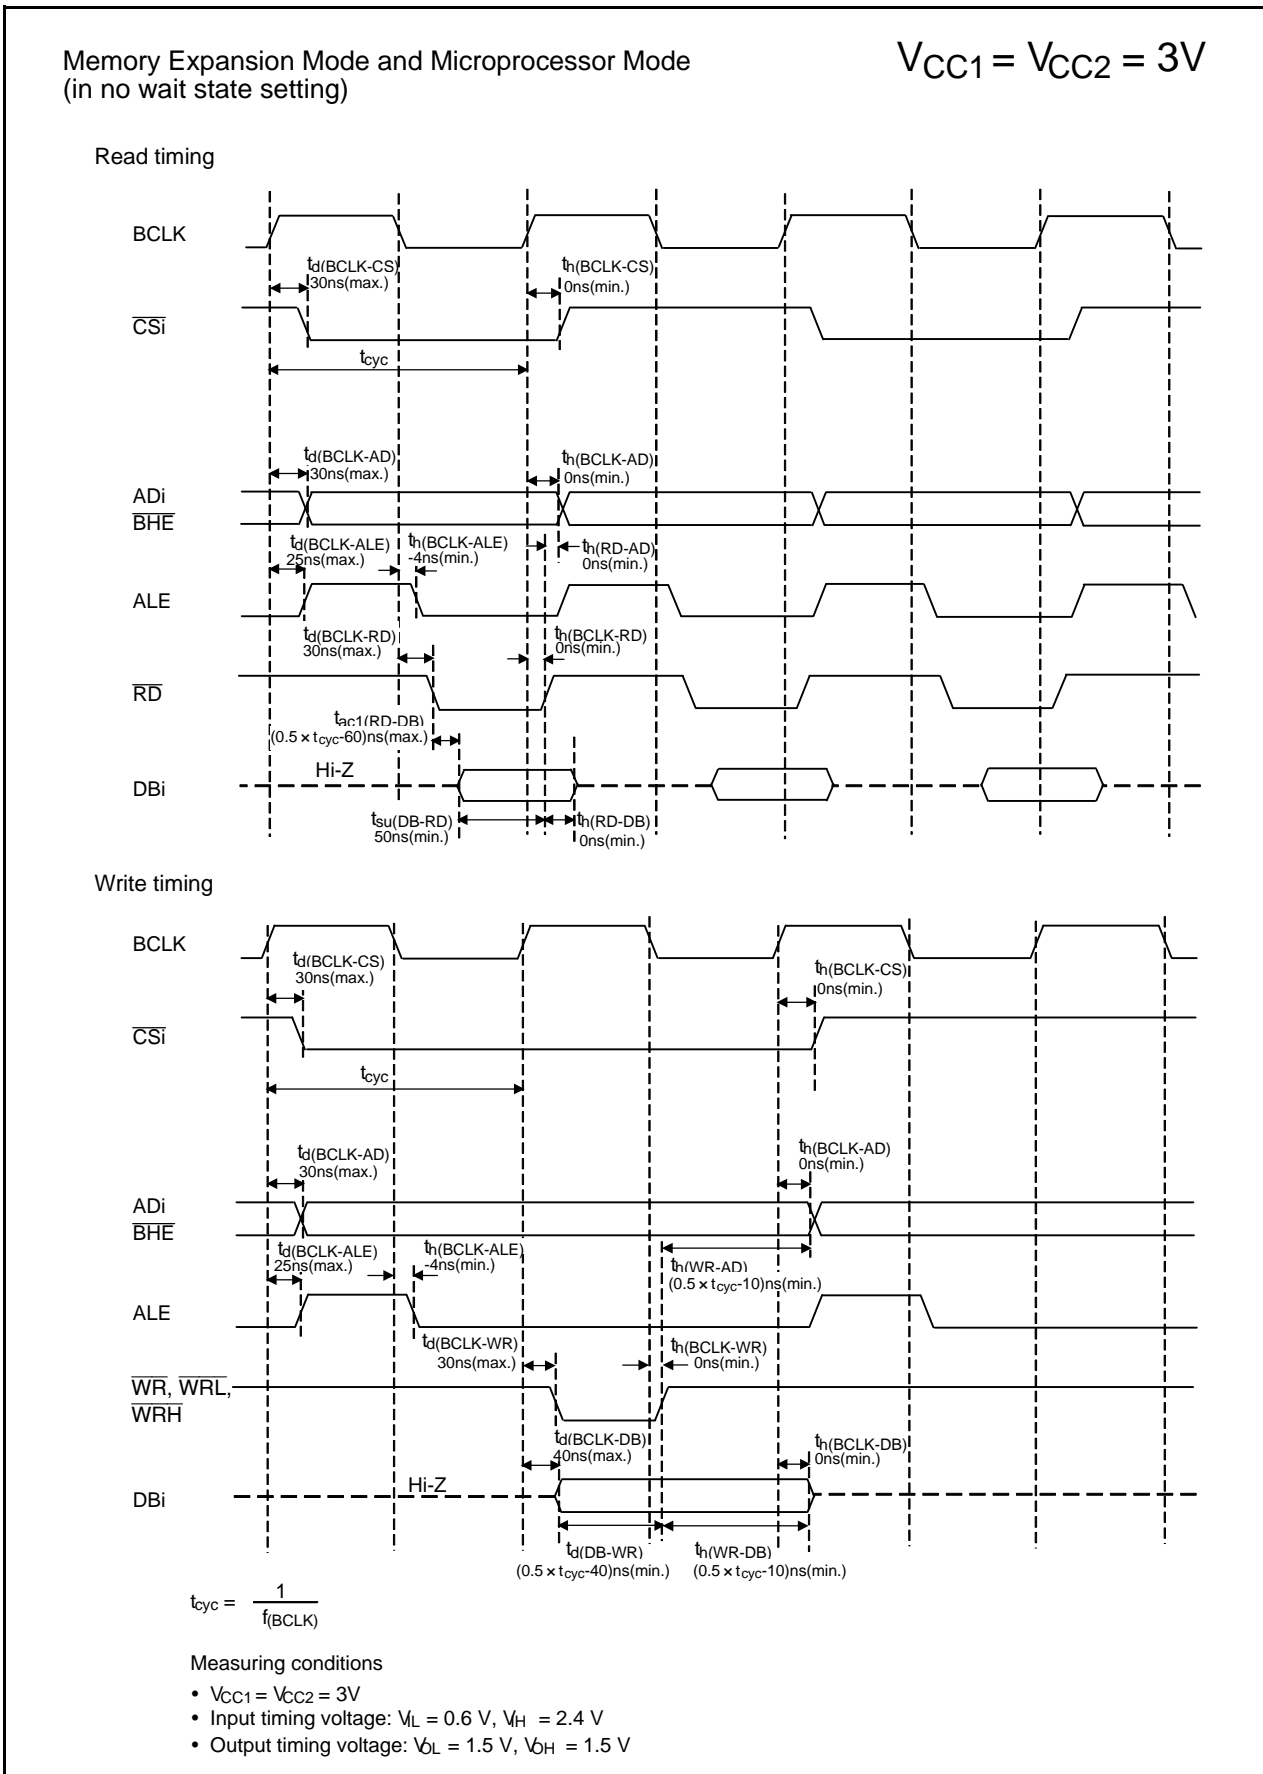 Memory Expansion Mode and Microprocessor Mode
(in no wait state setting)
VCC1 = VCC2 = 3V
Read timing
BCLK
td(BCLK-CS)
30ns(max.)
th(BCLK-CS)
0ns(min.)
CSi
tcyc
td(BCLK-AD)
30ns(max.)
th(BCLK-AD)
0ns(min.)
ADi
BHE
td(BCLK-ALE)
25ns(max.)
th(BCLK-ALE)
-4ns(min.)
th(RD-AD)
0ns(min.)
ALE
td(BCLK-RD)
30ns(max.)
th(BCLK-RD)
0ns(min.)
RD
tac1(RD-DB)
(0.5 × tcyc-60)ns(max.)
Hi-Z
DBi
tsu(DB-RD)
50ns(min.)
th(RD-DB)
0ns(min.)
Write timing
BCLK
td(BCLK-CS)
30ns(max.)
th(BCLK-CS)
0ns(min.)
CSi
tcyc
td(BCLK-AD)
30ns(max.)
th(BCLK-AD)
0ns(min.)
ADi
BHE
td(BCLK-ALE)
25ns(max.)
th(BCLK-ALE)
-4ns(min.)
th(WR-AD)
(0.5 × tcyc-10)ns(min.)
ALE
td(BCLK-WR)
30ns(max.)
th(BCLK-WR)
0ns(min.)
WR, WRL,
WRH
td(BCLK-DB)
40ns(max.)
th(BCLK-DB)
0ns(min.)
Hi-Z
DBi
td(DB-WR)
(0.5 × tcyc-40)ns(min.)
th(WR-DB)
(0.5 × tcyc-10)ns(min.)
tcyc = 1
f(BCLK)
Measuring conditions
• VCC1 = VCC2 = 3V
• Input timing voltage: VIL = 0.6 V, VIH = 2.4 V
• Output timing voltage: VOL = 1.5 V, VOH = 1.5 V